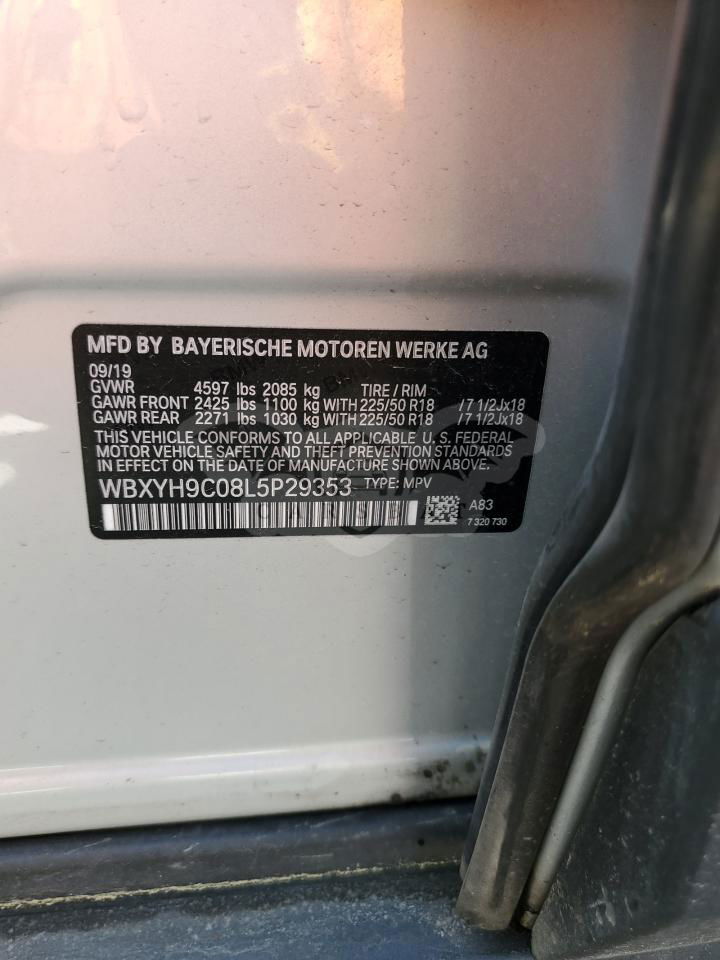 MFD BY BAYERISCHE MOTOREN WERKE AG
09/19
GVWR 4597 lbs 2085 kg TIRE / RIM
GAWR FRONT 2425 lbs 1100 kg WITH 225/50 R18 / 7 1/2Jx18
GAWR REAR 2271 lbs 1030 kg WITH 225/50 R18 / 7 1/2Jx18
THIS VEHICLE CONFORMS TO ALL APPLICABLE U. S. FEDERAL
MOTOR VEHICLE SAFETY AND THEFT PREVENTION STANDARDS
IN EFFECT ON THE DATE OF MANUFACTURE SHOWN ABOVE.
WBXYH9C08L5P29353 TYPE: MPV
A83
7 320 730